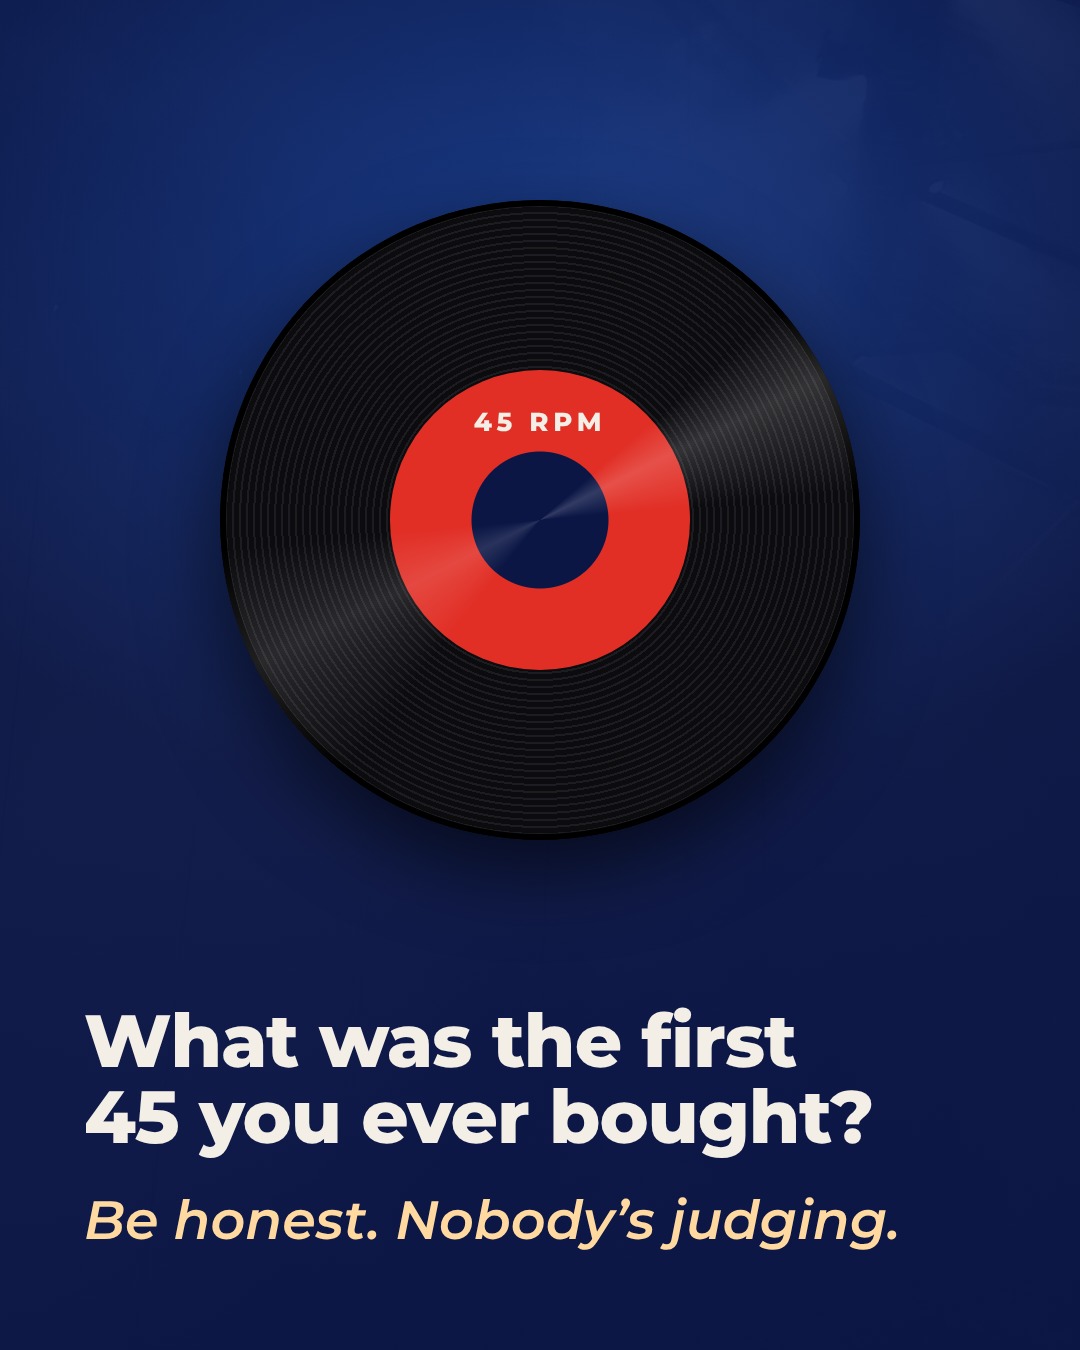 45 RPM
What was the first
45 you ever bought?
Be honest. Nobody’s judging.